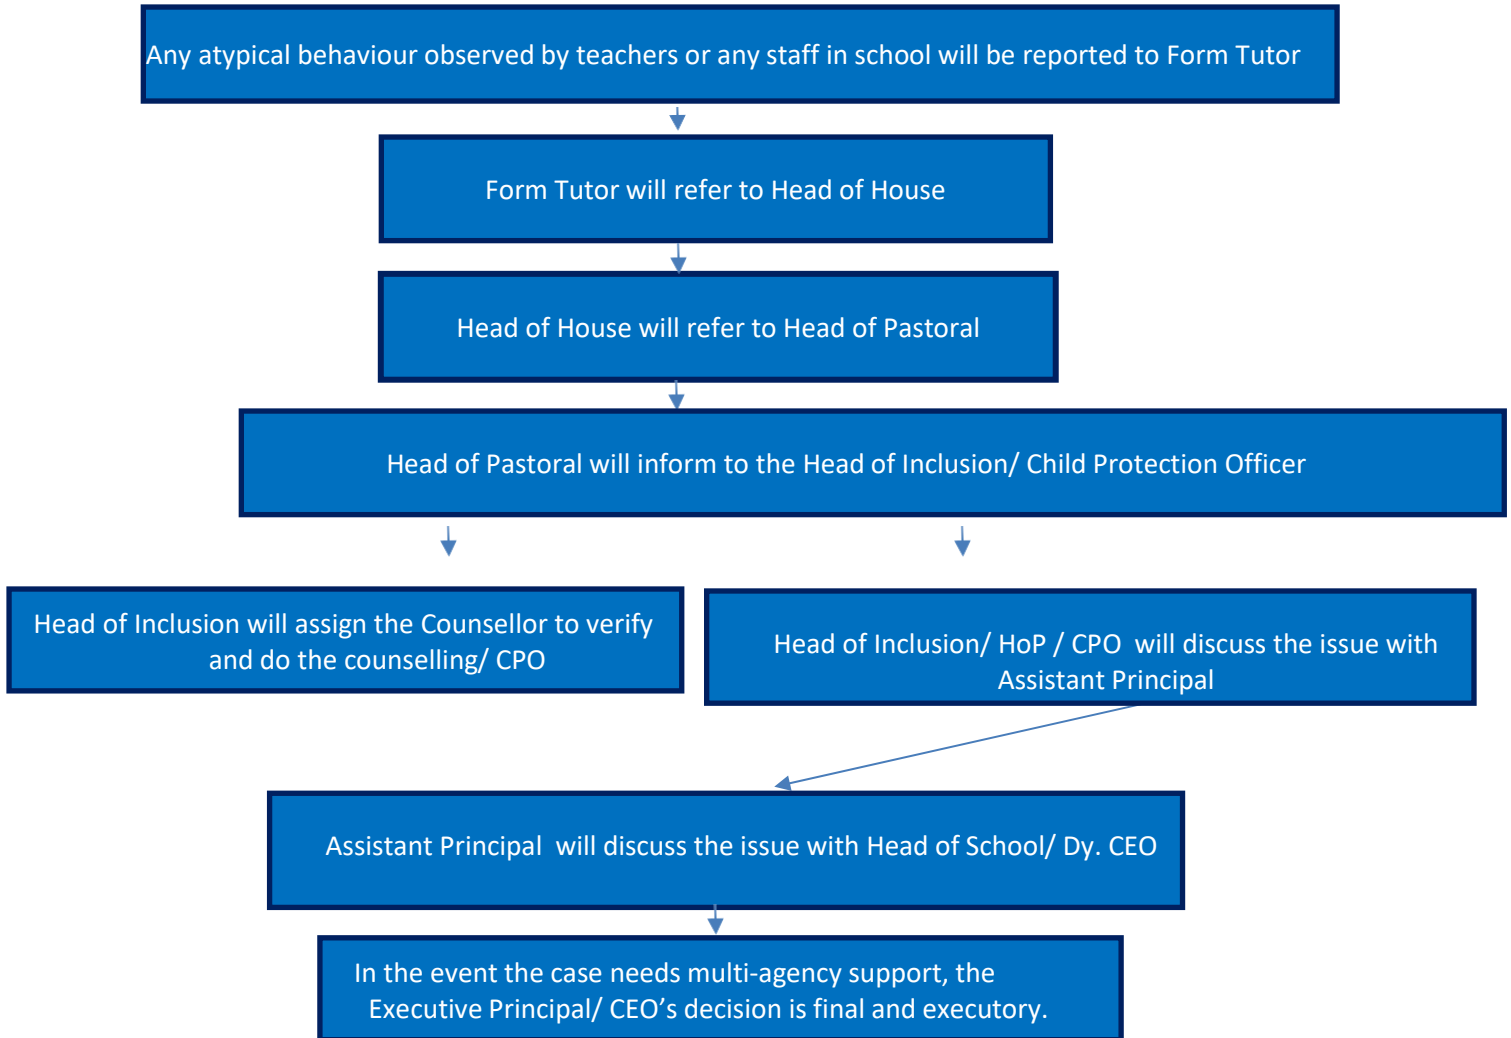 Any atypical behaviour observed by teachers or any staff in school will be reported to Form Tutor
Form Tutor will refer to Head of House
Head of House will refer to Head of Pastoral
Head of Pastoral will inform to the Head of Inclusion/ Child Protection Officer
Head of Inclusion will assign the Counsellor to verify
and do the counselling/ CPO
Head of Inclusion/ HoP / CPO will discuss the issue with
Assistant Principal
Assistant Principal will discuss the issue with Head of School/ Dy. CEO
In the event the case needs multi-agency support, the
Executive Principal/ CEO’s decision is final and executory.